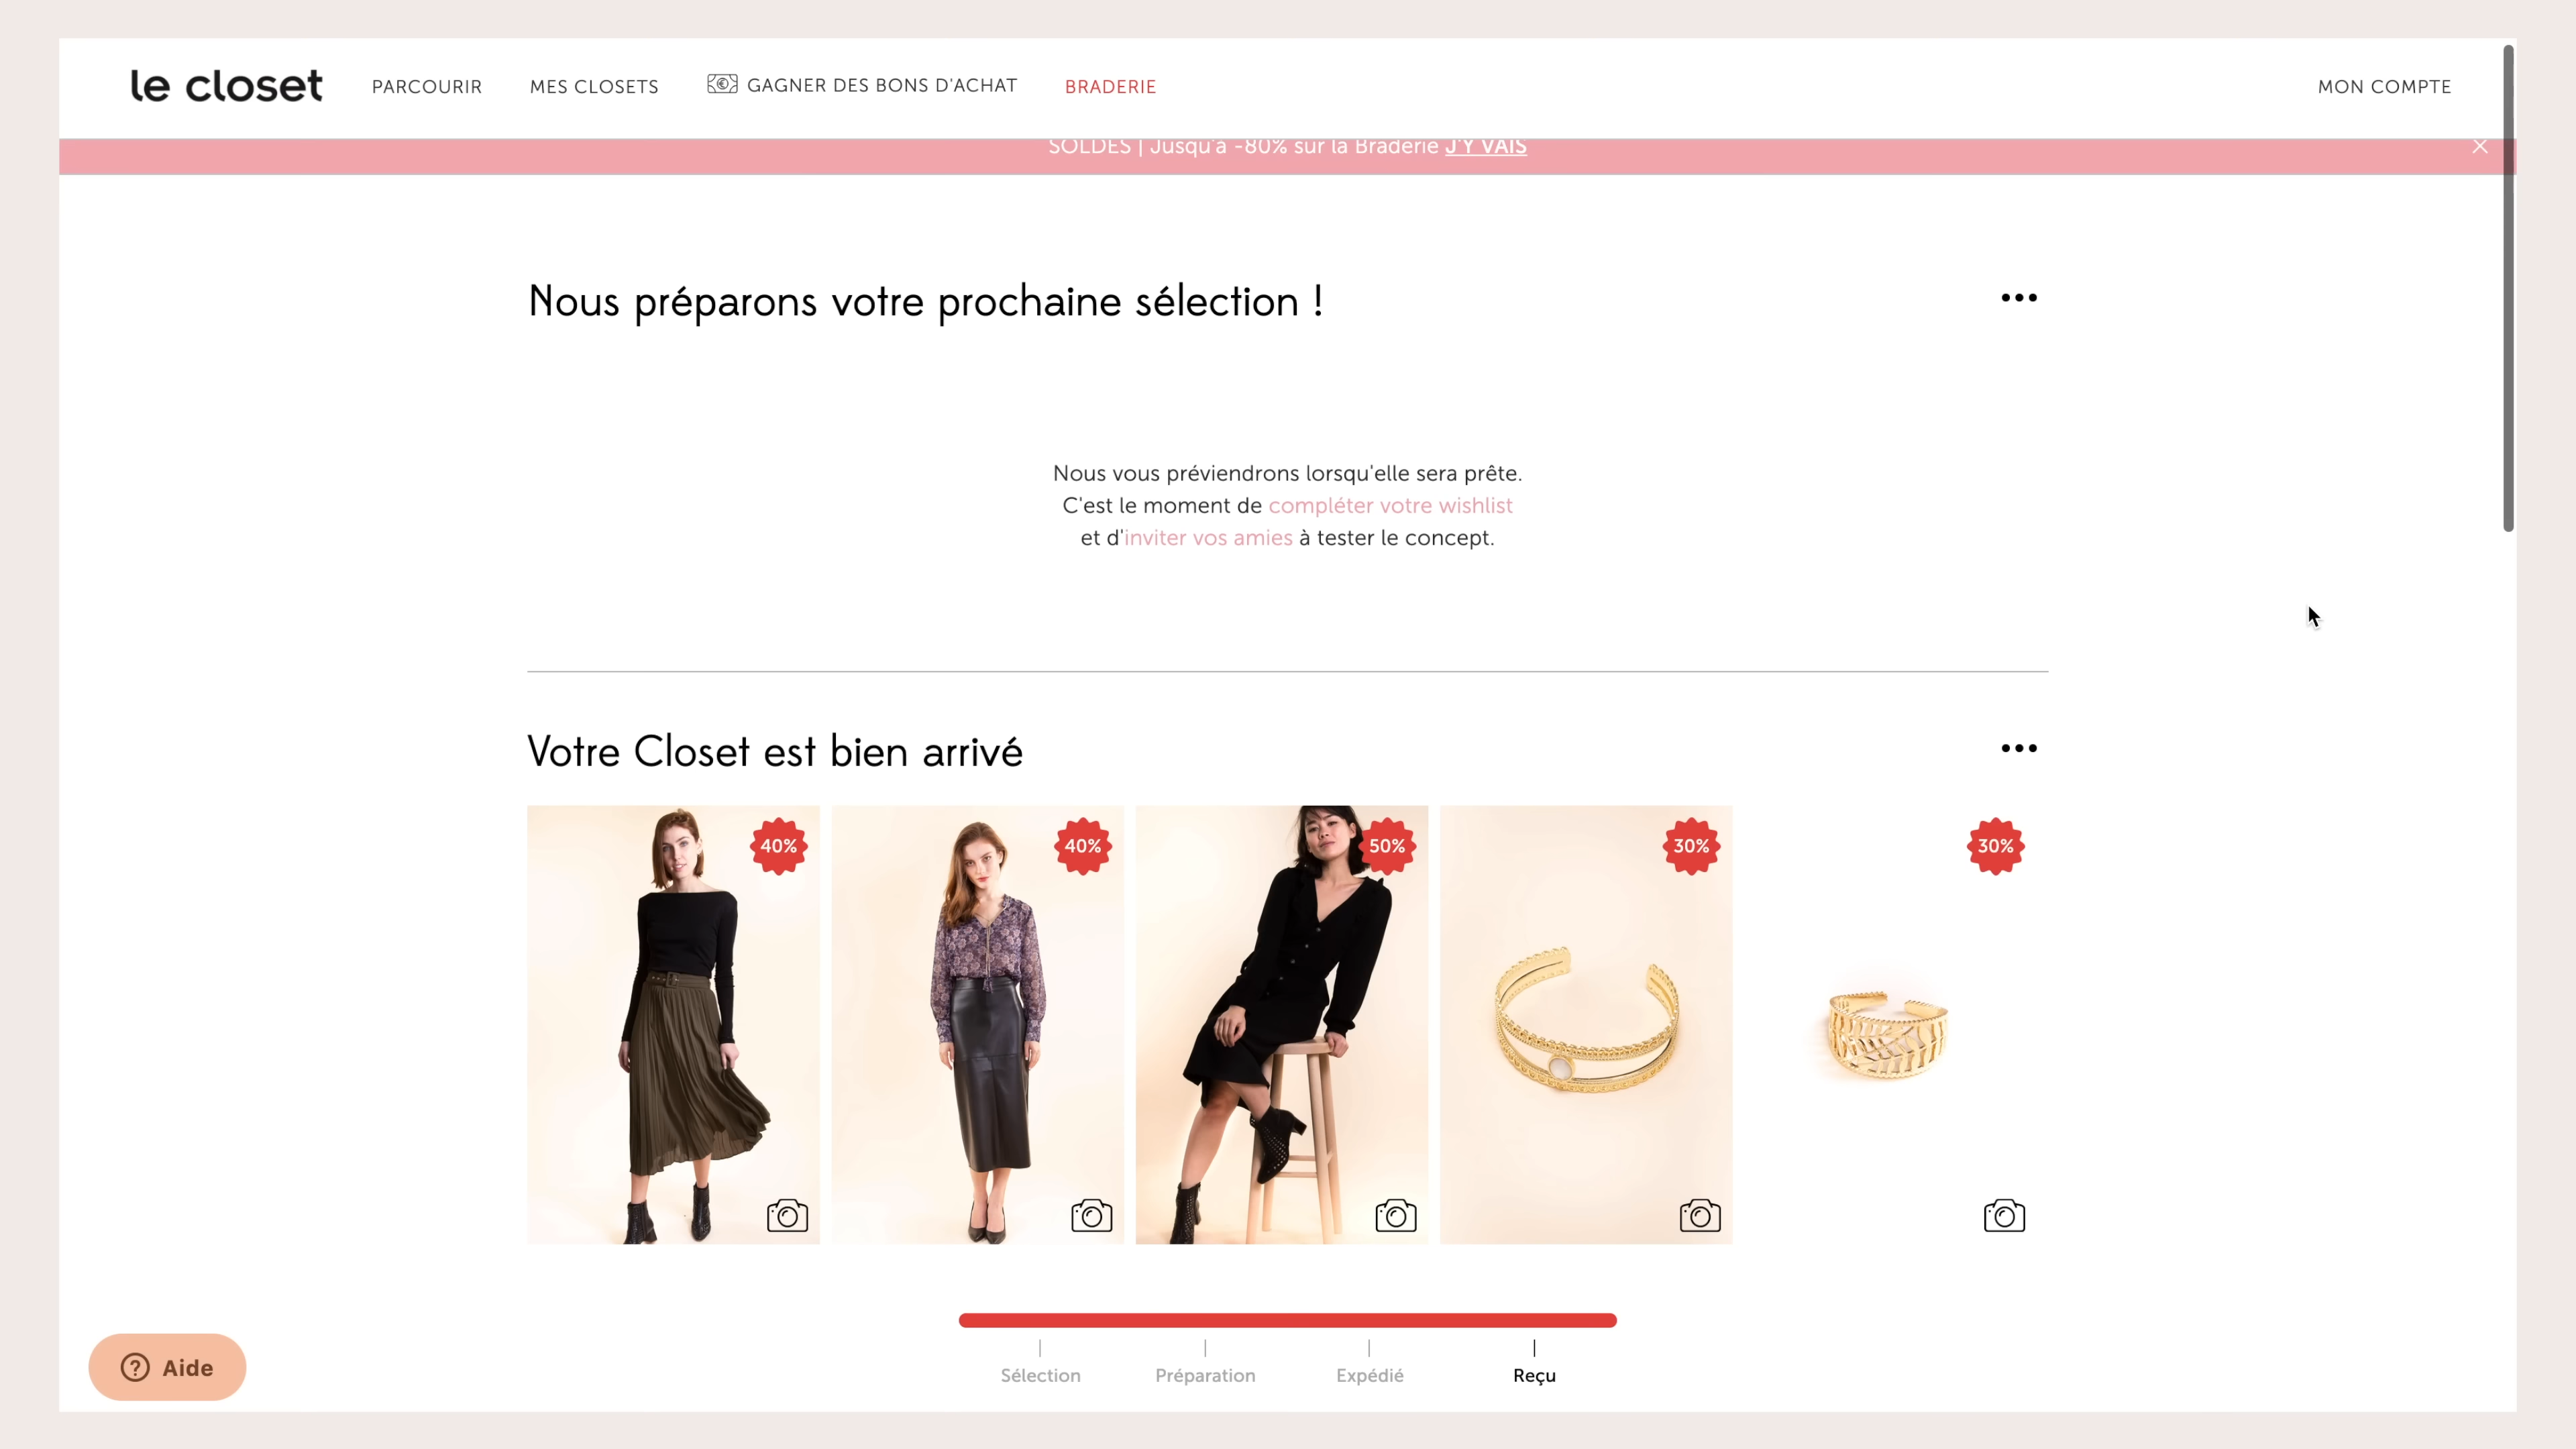 le closet PARCOURIR MES CLOSETS GAGNER DES BONS D'ACHAT BRADERIE MON COMPTE
SOLDES | Jusqu'à -80% sur la Braderie J'Y VAIS
Nous préparons votre prochaine sélection !
Nous vous préviendrons lorsqu'elle sera prête.
C'est le moment de compléter votre wishlist
et d'inviter vos amies à tester le concept.
Votre Closet est bien arrivé
40% 40% 50% 30% 30%
Sélection Préparation Expédié Reçu
Aide